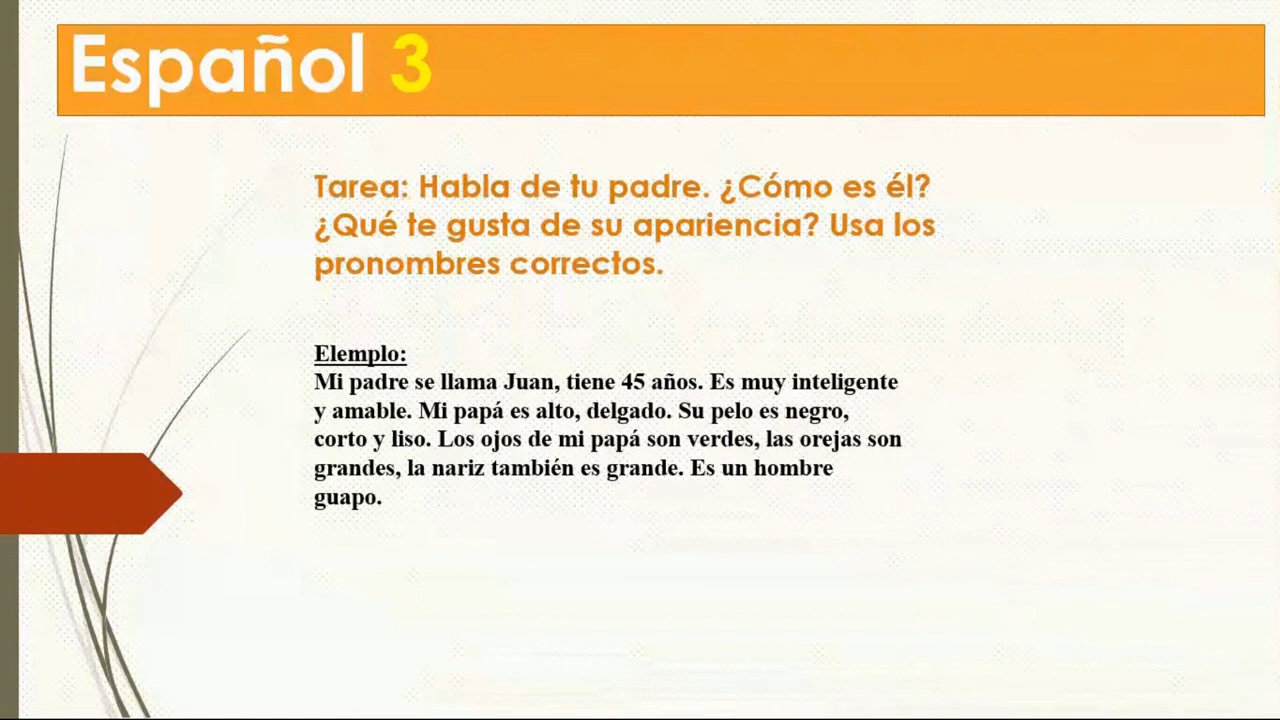 Español 3
Tarea: Habla de tu padre. ¿Cómo es él?
¿Qué te gusta de su apariencia? Usa los
pronombres correctos.
Elemplo:
Mi padre se llama Juan, tiene 45 años. Es muy inteligente
y amable. Mi papá es alto, delgado. Su pelo es negro,
corto y liso. Los ojos de mi papá son verdes, las orejas son
grandes, la nariz también es grande. Es un hombre
guapo.